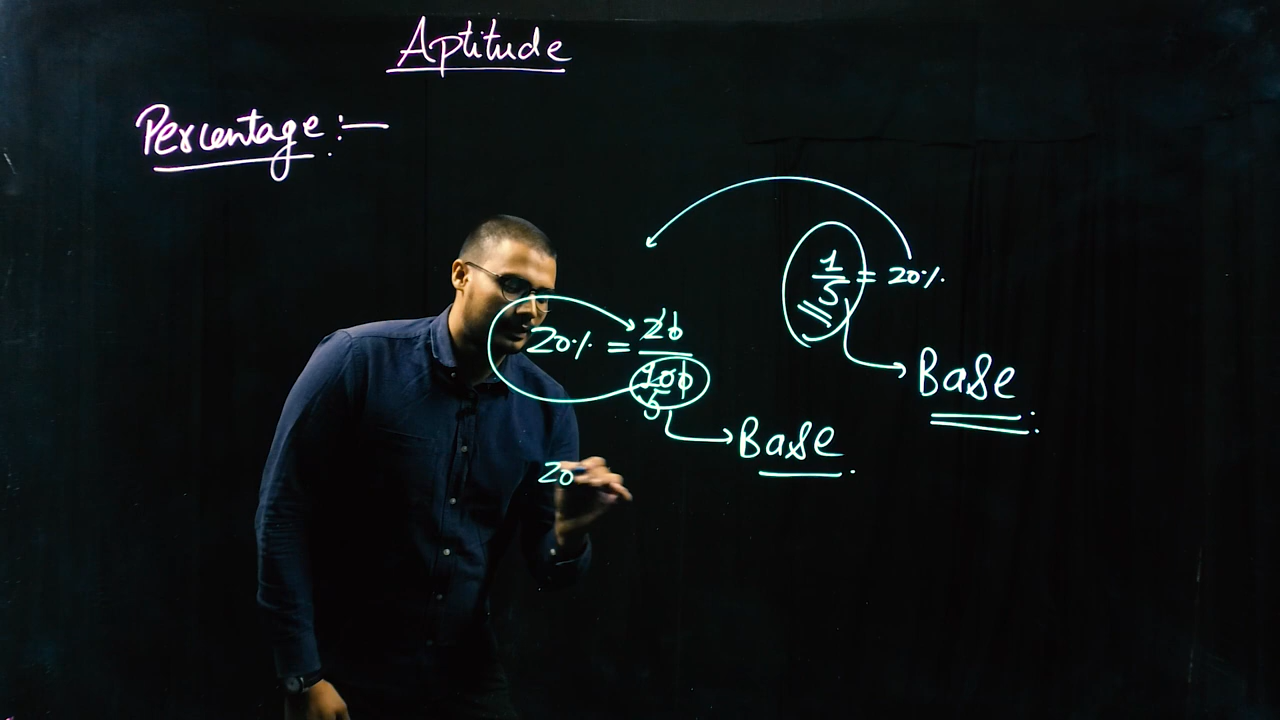 Aptitude
Percentage :-
1/5 = 20%
20% = 20/100
5
Base
Base
20